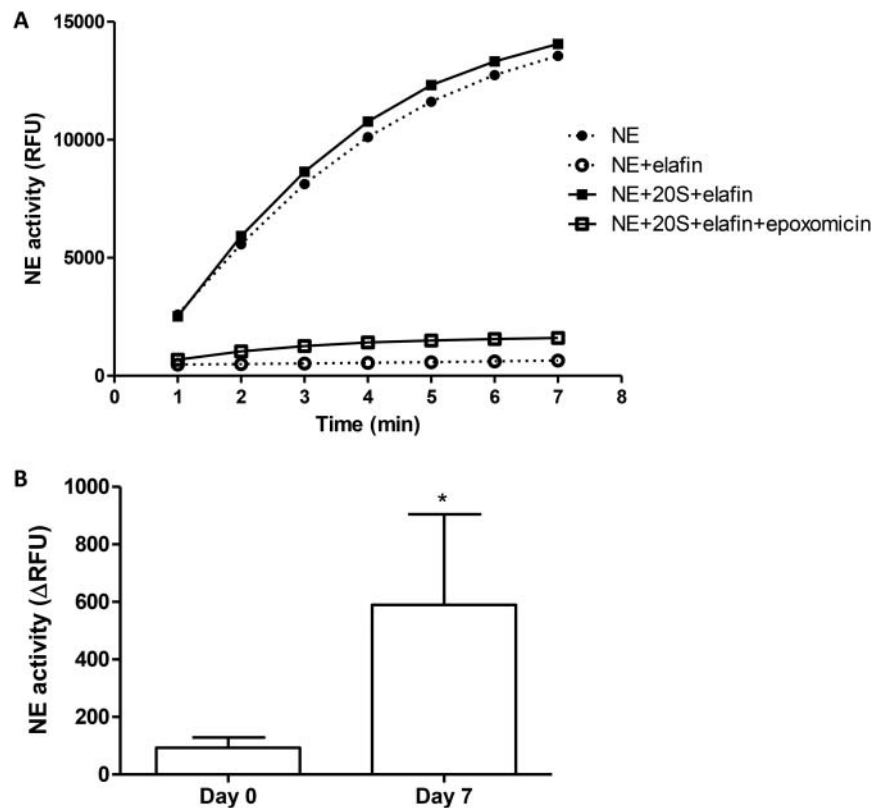 A
15000
10000
5000
0
NE activity (RFU)
0 1 2 3 4 5 6 7 8
Time (min)
NE
NE+elafin
NE+20S+elafin
NE+20S+elafin+epoxomicin
B
1000
800
600
400
200
0
NE activity (ΔRFU)
*
Day 0 Day 7